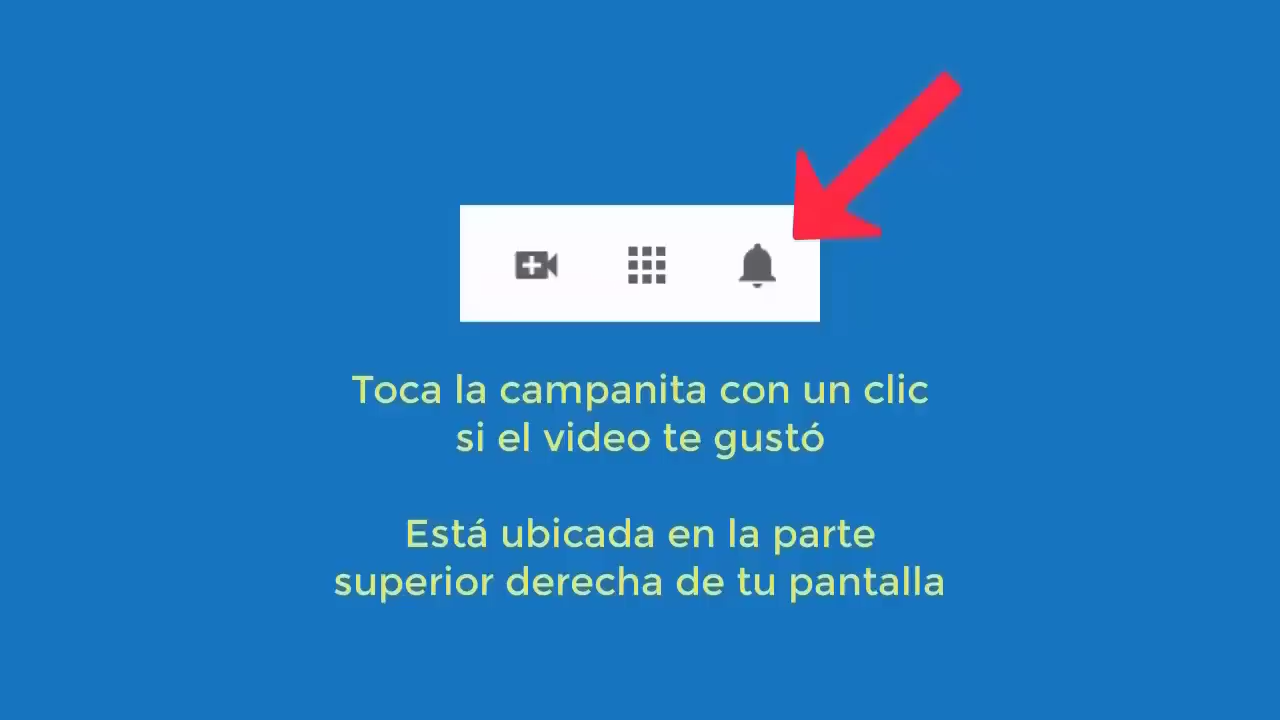 Toca la campanita con un clic
si el video te gustó
Está ubicada en la parte
superior derecha de tu pantalla